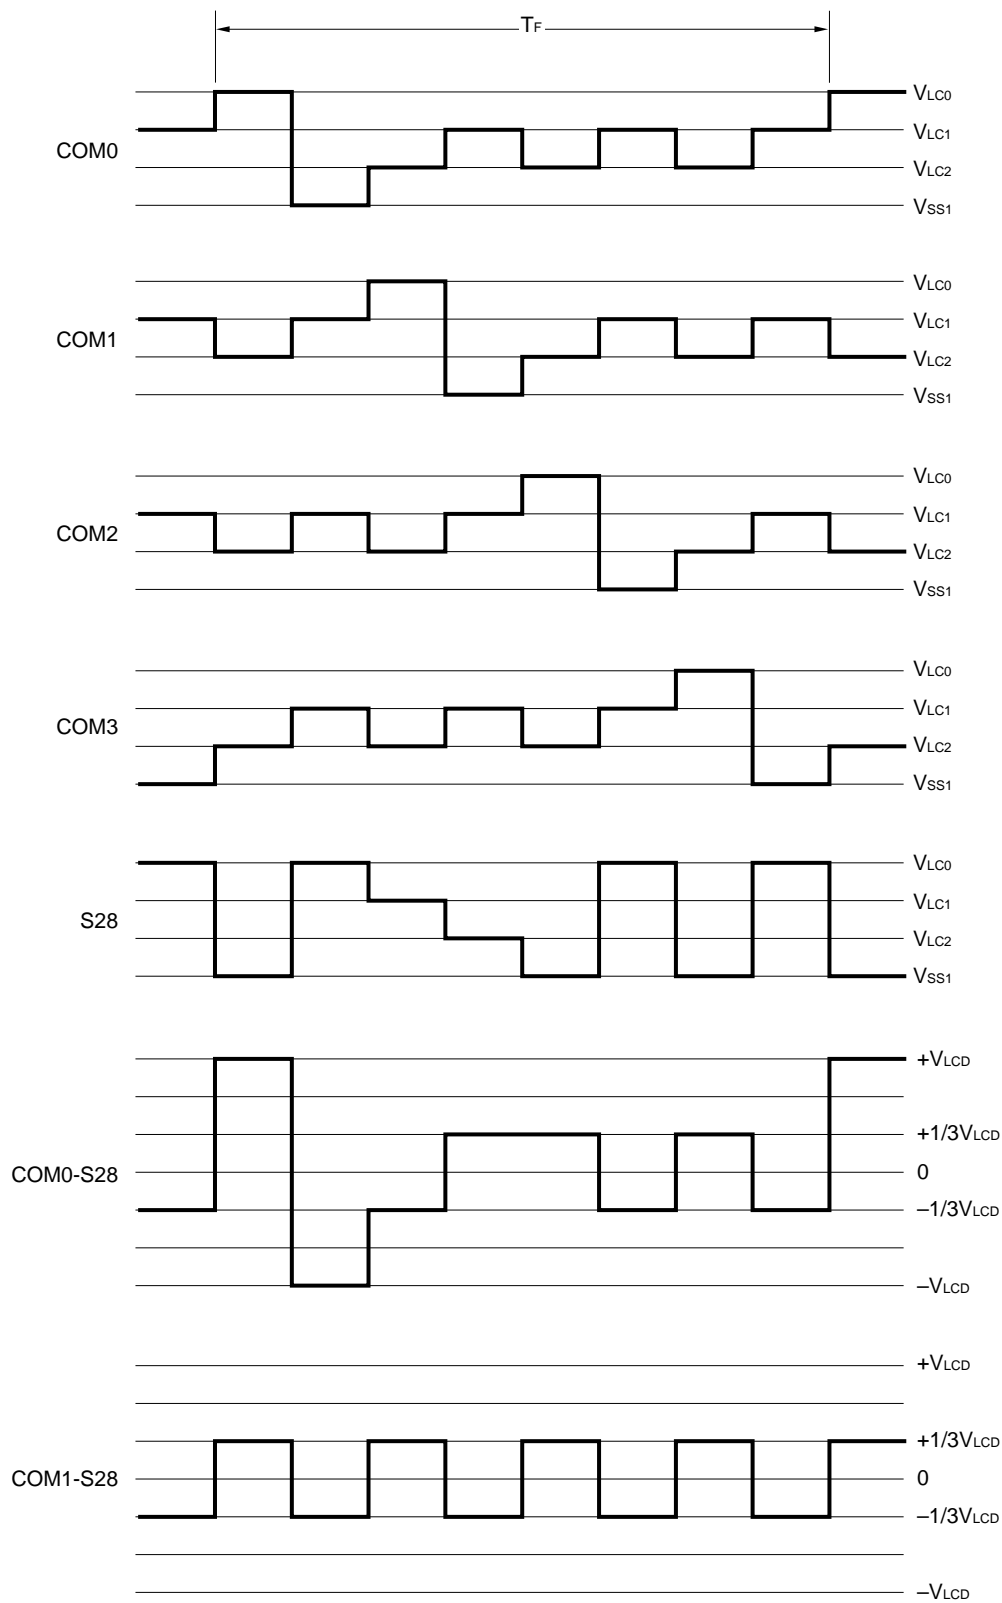 TF
VLC0
VLC1
COM0
VLC2
VSS1
VLC0
VLC1
COM1
VLC2
VSS1
VLC0
VLC1
COM2
VLC2
VSS1
VLC0
VLC1
COM3
VLC2
VSS1
VLC0
VLC1
S28
VLC2
VSS1
+VLCD
+1/3VLCD
COM0-S28
0
–1/3VLCD
–VLCD
+VLCD
+1/3VLCD
COM1-S28
0
–1/3VLCD
–VLCD